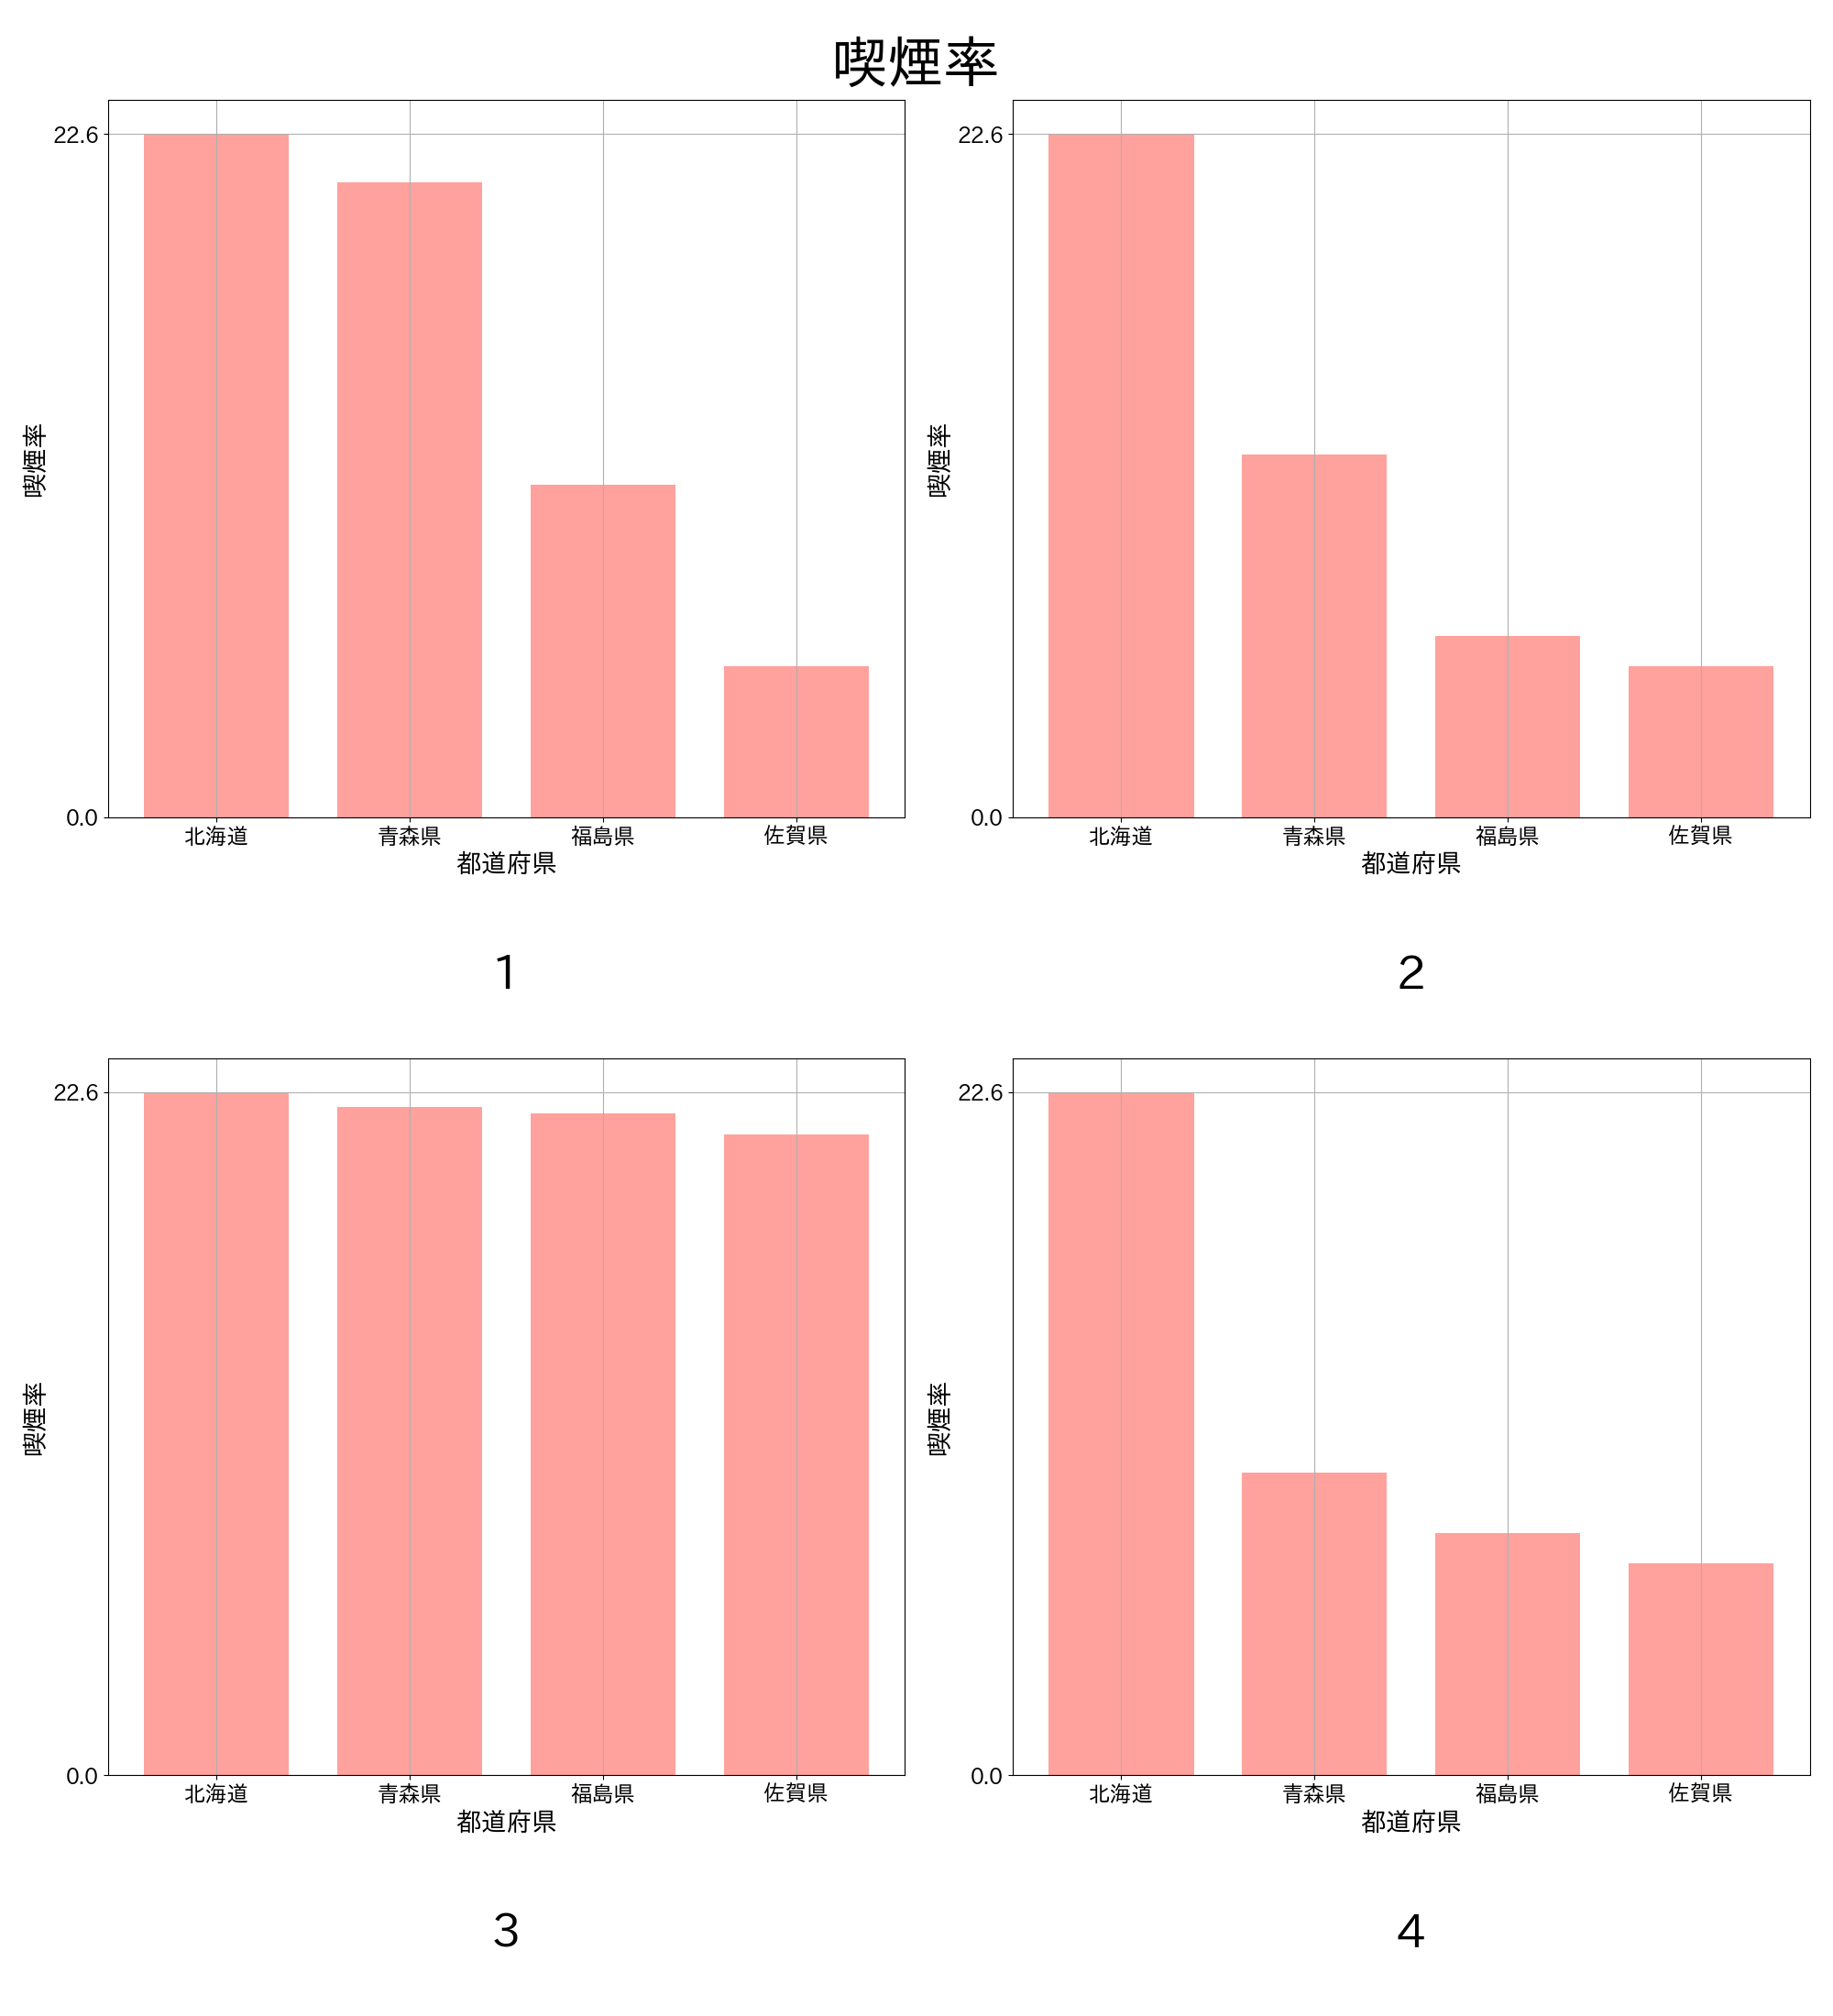 喫煙率
22.6
0.0
喫煙率
北海道 青森県 福島県 佐賀県
都道府県
1
22.6
0.0
喫煙率
北海道 青森県 福島県 佐賀県
都道府県
2
22.6
0.0
喫煙率
北海道 青森県 福島県 佐賀県
都道府県
3
22.6
0.0
喫煙率
北海道 青森県 福島県 佐賀県
都道府県
4